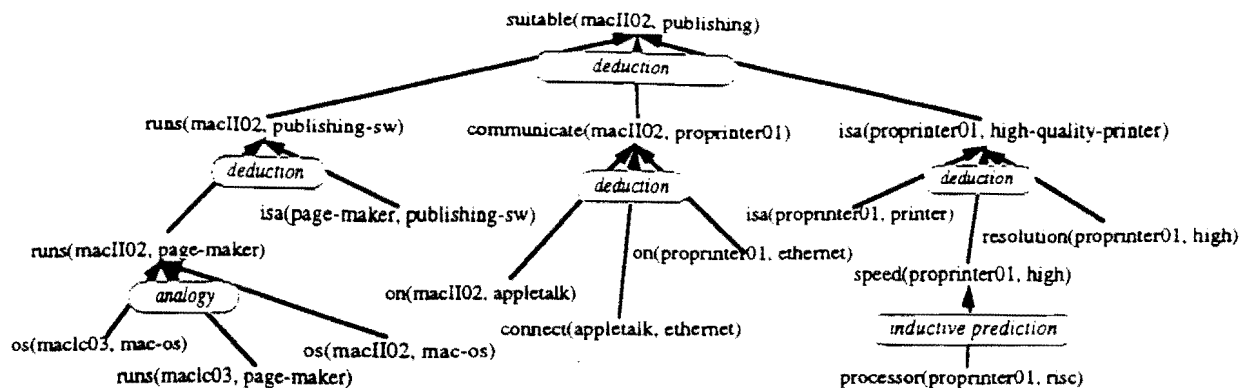 suitable(macII02, publishing)
deduction
runs(macII02, publishing-sw)
communicate(macII02, proprinter01)
isa(proprinter01, high-quality-printer)
deduction
deduction
deduction
isa(page-maker, publishing-sw)
isa(proprinter01, printer)
resolution(proprinter01, high)
runs(macII02, page-maker)
on(proprinter01, ethernet)
speed(proprinter01, high)
analogy
on(macII02, appletalk)
connect(appletalk, ethernet)
inductive prediction
os(maclc03, mac-os)
os(macII02, mac-os)
runs(maclc03, page-maker)
processor(proprinter01, risc)